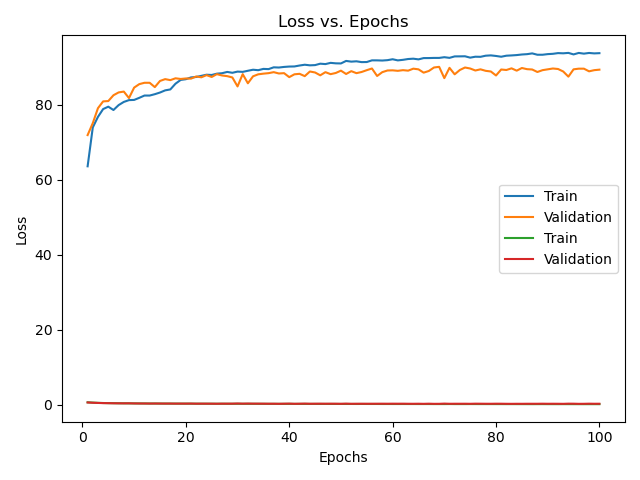 Loss vs. Epochs
Loss
80
60
40
20
0
Train
Validation
Train
Validation
0 20 40 60 80 100
Epochs